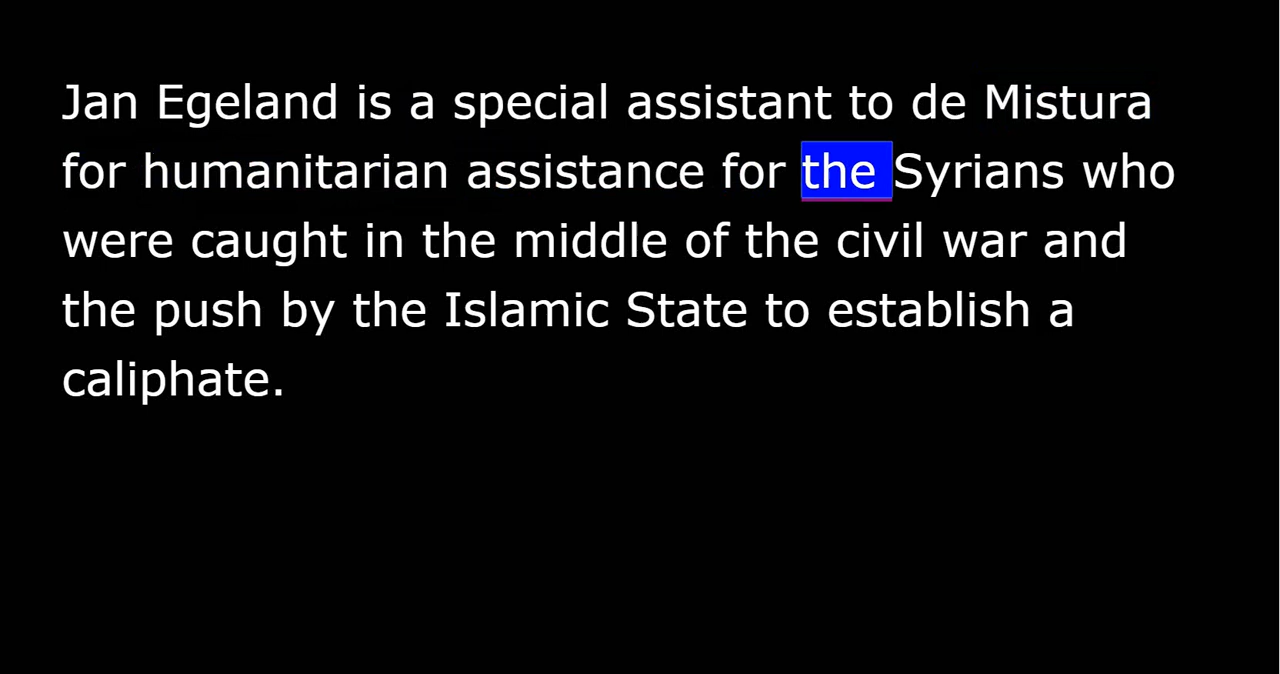 Jan Egeland is a special assistant to de Mistura
for humanitarian assistance for the Syrians who
were caught in the middle of the civil war and
the push by the Islamic State to establish a
caliphate.